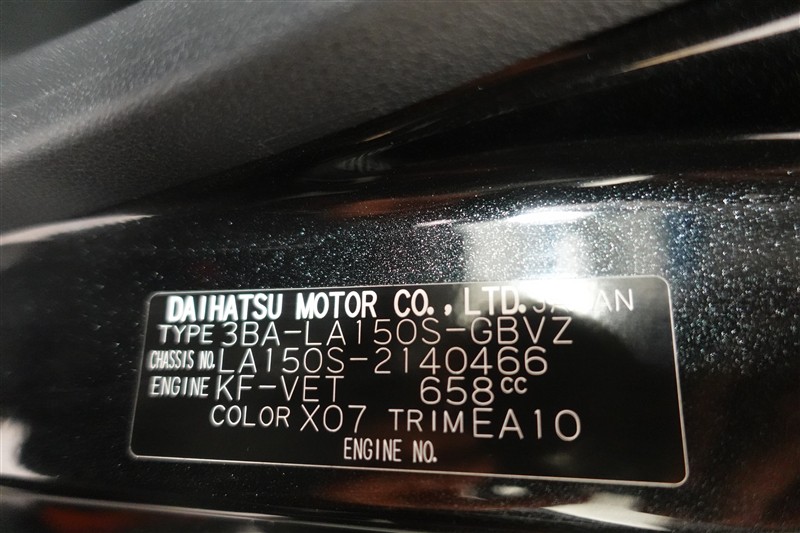 DAIHATSU MOTOR CO., LTD. JAPAN
TYPE 3BA-LA150S-GBVZ
CHASSIS NO. LA150S-2140466
ENGINE KF-VET 658cc
COLOR X07 TRIM EA10
ENGINE NO.